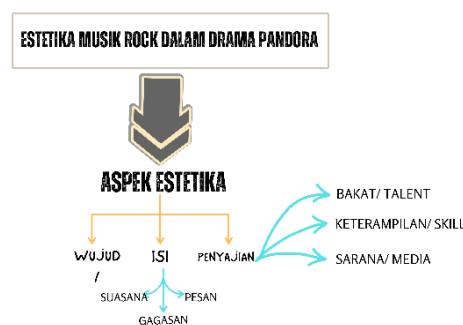 ESTETIKA MUSIK ROCK DALAM DRAMA PANDORA
ASPEK ESTETIKA
BAKAT/ TALENT
KETERAMPILAN/ SKILL
WUJUD
/
ISI
PENYAJIAN
SARANA/ MEDIA
SUASANA
PESAN
GAGASAN